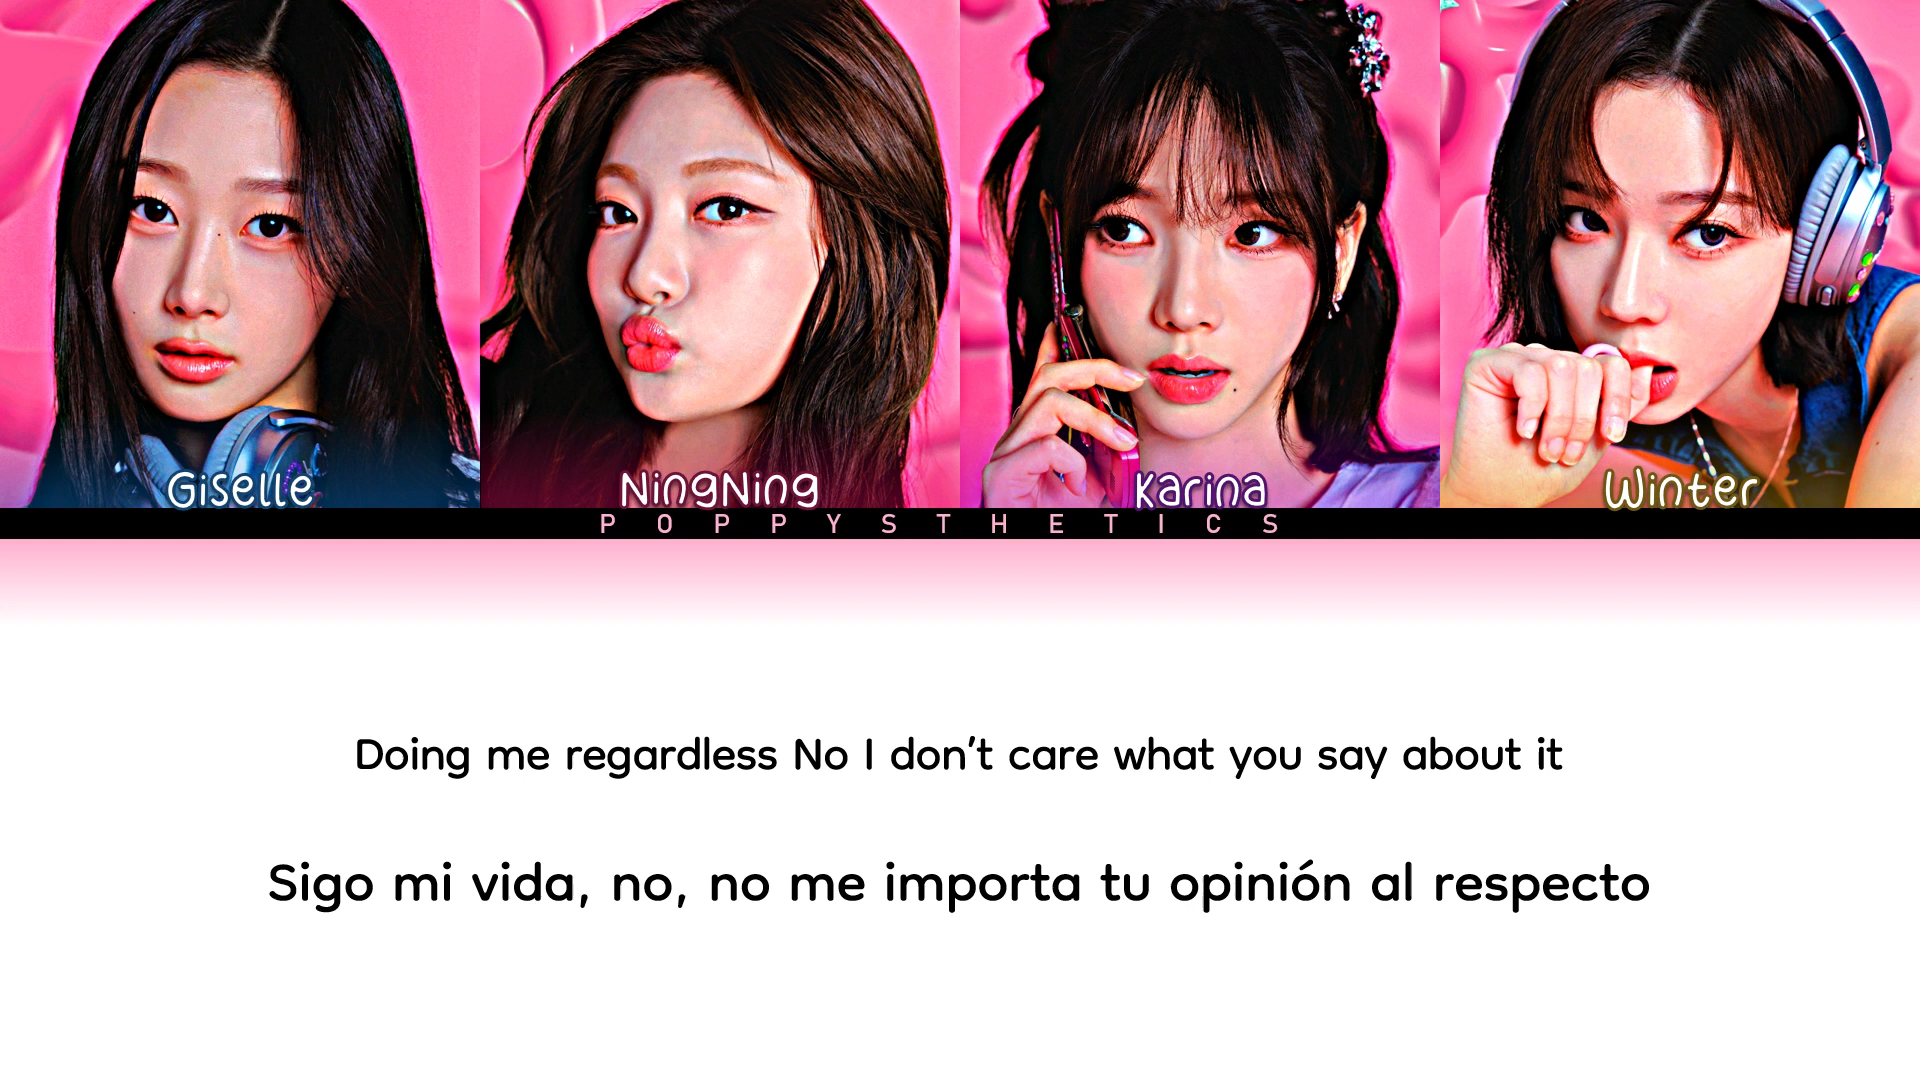 Giselle
NingNing
Karina
Winter
POPPYSTHETICS
Doing me regardless No I don't care what you say about it
Sigo mi vida, no, no me importa tu opinión al respecto